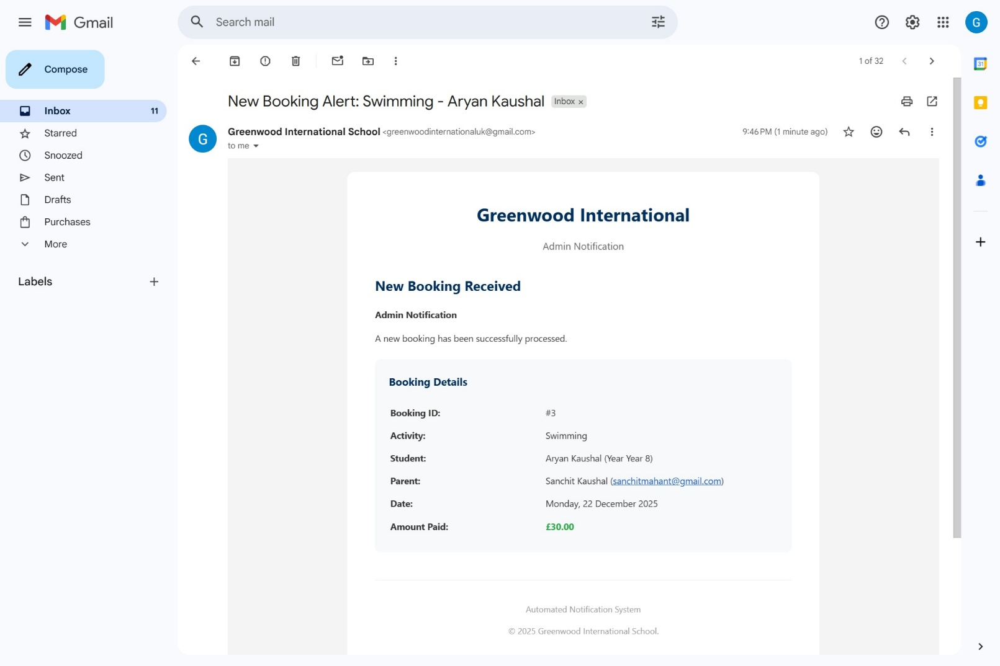 Gmail
Search mail
G
Compose
1 of 32
31
New Booking Alert: Swimming - Aryan Kaushal Inbox x
Inbox 11
G
Greenwood International School <greenwoodinternationaluk@gmail.com>
9:46 PM (1 minute ago)
to me
Starred
Snoozed
Sent
Drafts
Purchases
More
Labels
Greenwood International
Admin Notification
New Booking Received
Admin Notification
A new booking has been successfully processed.
Booking Details
Booking ID: #3
Activity: Swimming
Student: Aryan Kaushal (Year Year 8)
Parent: Sanchit Kaushal (sanchitmahant@gmail.com)
Date: Monday, 22 December 2025
Amount Paid: £30.00
Automated Notification System
© 2025 Greenwood International School.